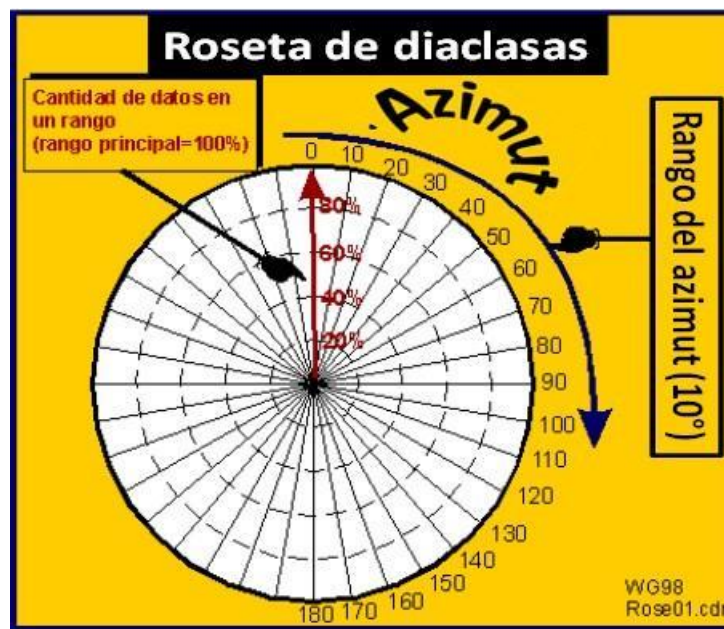 Roseta de diaclasas
Cantidad de datos en
un rango
(rango principal=100%)
Azimut
Rango del azimut (10°)
0
10
20
30
40
50
60
70
80
90
100
110
120
130
140
150
160
170
180
80%
60%
40%
20%
WG98
Rose01.cdr